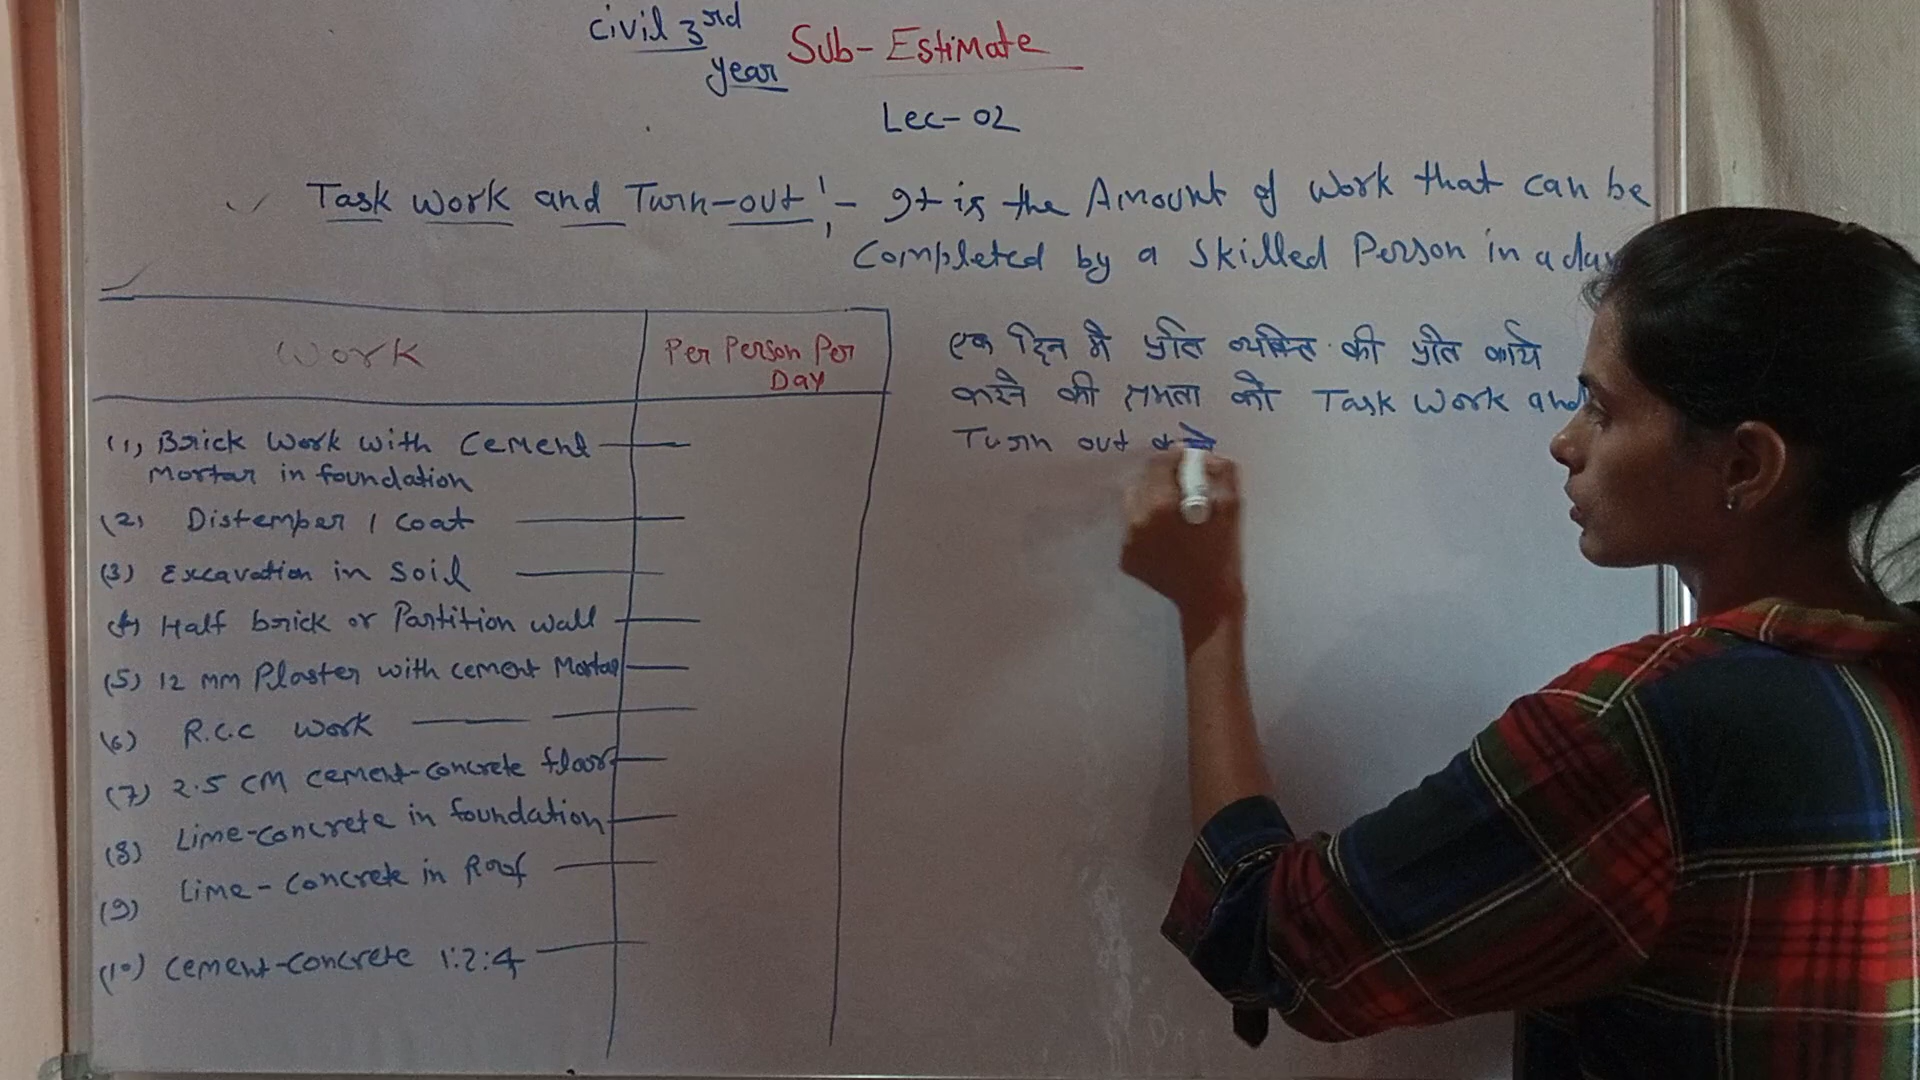 Civil 3rd
year
Sub- Estimate
Lec- 02
Task work and Turn-out :- It is the Amount of work that can be
Completed by a skilled Person in a day
Work
Per Person Per
Day
(1) Brick work with Cement
Mortar in foundation
(2) Distemper 1 coat
(3) Excavation in soil
(4) Half brick or Partition wall
(5) 12 mm Plaster with cement Mortar
(6) R.C.C work
(7) 2.5 CM cement-concrete floor
(8) Lime-concrete in foundation
(9) Lime-concrete in Roof
(10) Cement-concrete 1:2:4
एक दिन मे प्रति व्यक्ति की प्रति कार्य
करने की क्षमता को Task work and
Turn out